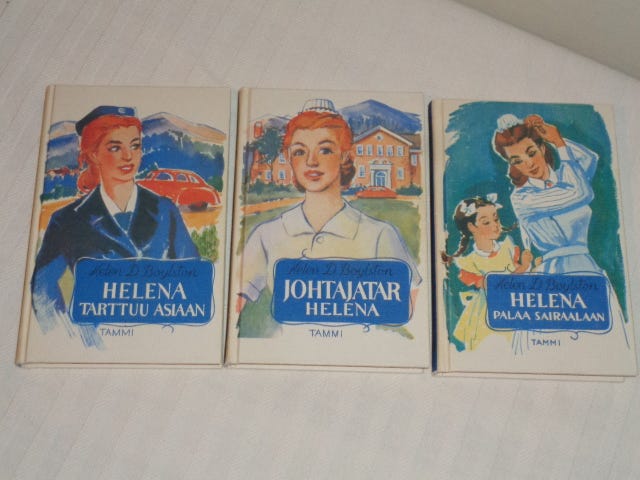 Helen D. Boylston
HELENA
TARTTUU ASIAAN
TAMMI
Helen D. Boylston
JOHTAJATAR
HELENA
TAMMI
Helen D. Boylston
HELENA
PALAA SAIRAALAAN
TAMMI